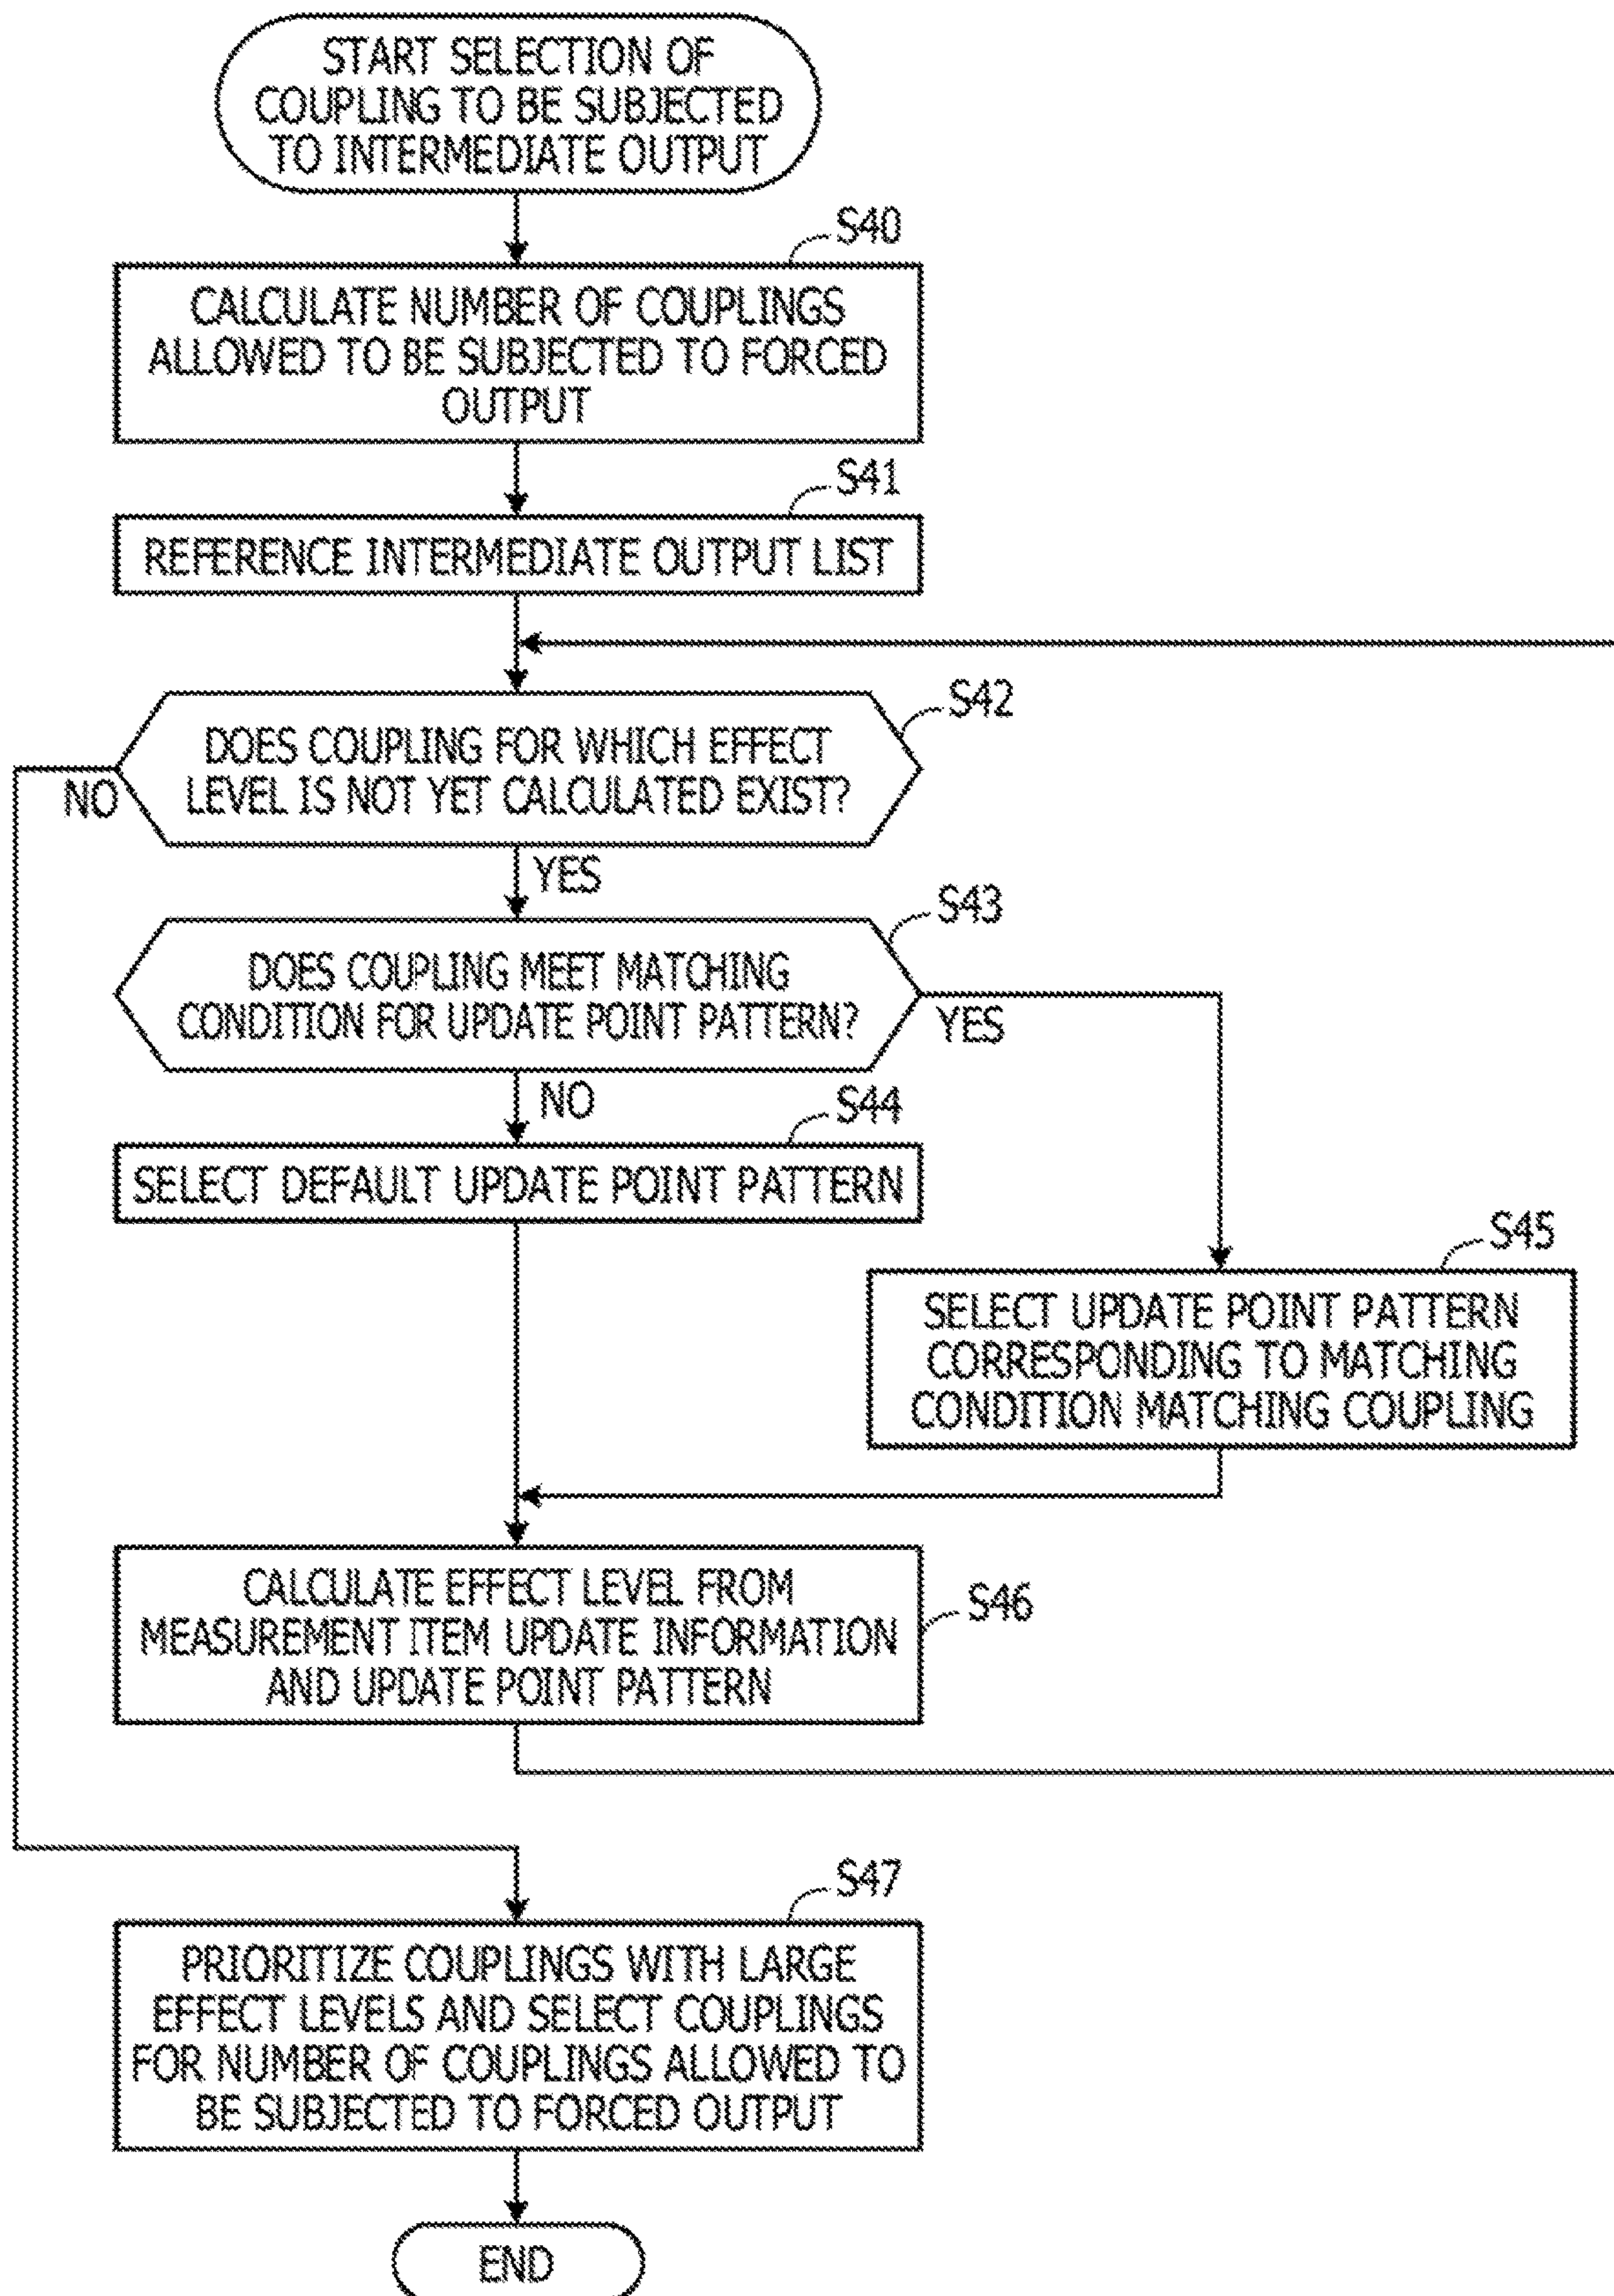 START SELECTION OF
COUPLING TO BE SUBJECTED
TO INTERMEDIATE OUTPUT
S40
CALCULATE NUMBER OF COUPLINGS
ALLOWED TO BE SUBJECTED TO FORCED
OUTPUT
S41
REFERENCE INTERMEDIATE OUTPUT LIST
S42
DOES COUPLING FOR WHICH EFFECT
LEVEL IS NOT YET CALCULATED EXIST?
NO
YES
S43
DOES COUPLING MEET MATCHING
CONDITION FOR UPDATE POINT PATTERN?
YES
NO
S44
SELECT DEFAULT UPDATE POINT PATTERN
S45
SELECT UPDATE POINT PATTERN
CORRESPONDING TO MATCHING
CONDITION MATCHING COUPLING
S46
CALCULATE EFFECT LEVEL FROM
MEASUREMENT ITEM UPDATE INFORMATION
AND UPDATE POINT PATTERN
S47
PRIORITIZE COUPLINGS WITH LARGE
EFFECT LEVELS AND SELECT COUPLINGS
FOR NUMBER OF COUPLINGS ALLOWED TO
BE SUBJECTED TO FORCED OUTPUT
END